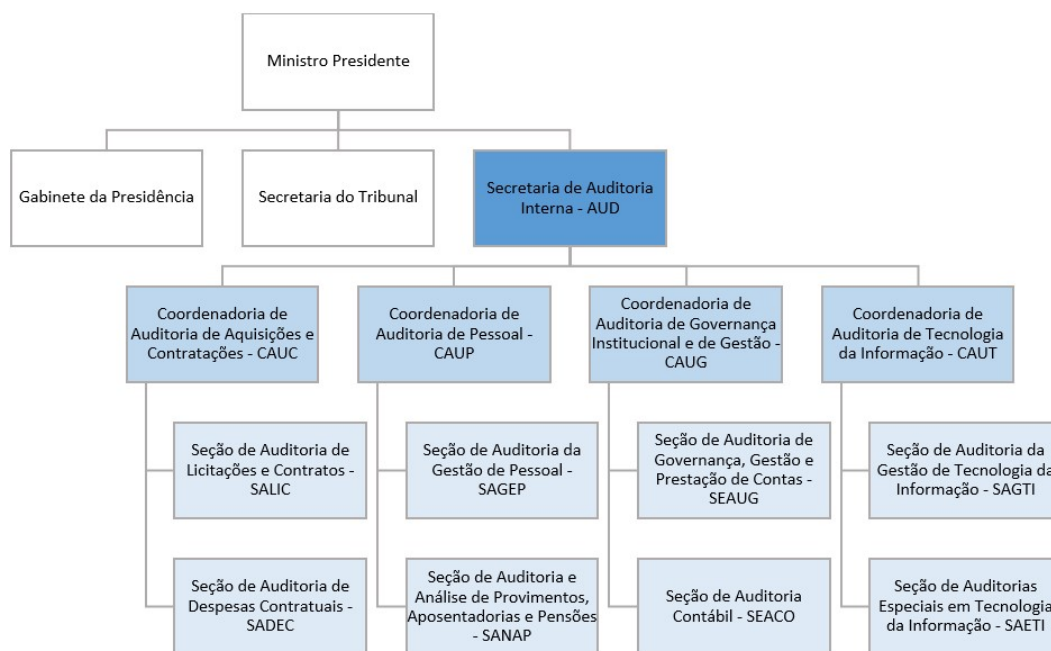 Ministro Presidente
Gabinete da Presidência
Secretaria do Tribunal
Secretaria de Auditoria
Interna - AUD
Coordenadoria de
Auditoria de Aquisições e
Contratações - CAUC
Coordenadoria de
Auditoria de Pessoal -
CAUP
Coordenadoria de
Auditoria de Governança
Institucional e de Gestão -
CAUG
Coordenadoria de
Auditoria de Tecnologia
da Informação - CAUT
Seção de Auditoria de
Licitações e Contratos -
SALIC
Seção de Auditoria da
Gestão de Pessoal -
SAGEP
Seção de Auditoria de
Governança, Gestão e
Prestação de Contas -
SEAUG
Seção de Auditoria da
Gestão de Tecnologia da
Informação - SAGTI
Seção de Auditoria de
Despesas Contratuais -
SADEC
Seção de Auditoria e
Análise de Provimentos,
Aposentadorias e Pensões
- SANAP
Seção de Auditoria
Contábil - SEACO
Seção de Auditorias
Especiais em Tecnologia
da Informação - SAETI